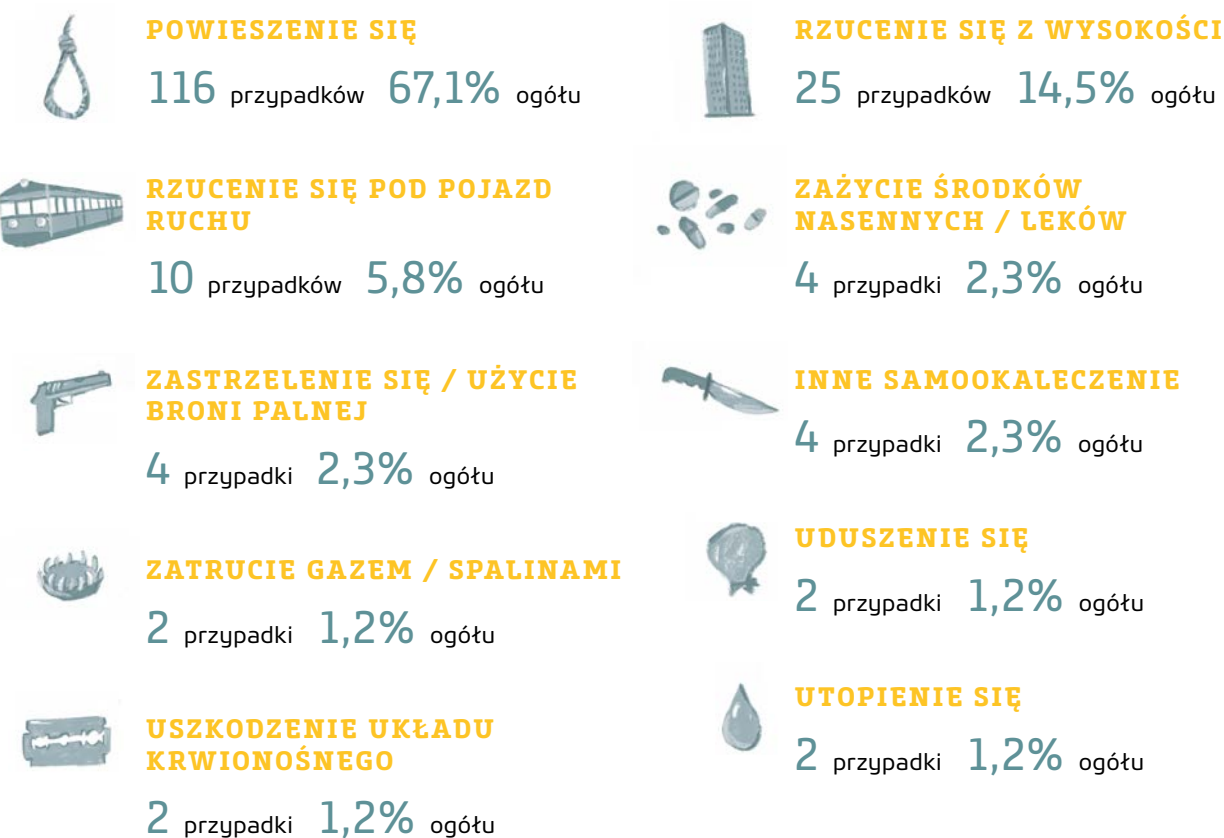 POWIESZENIE SIĘ
116 przypadków 67,1% ogółu
RZUCENIE SIĘ Z WYSOKOŚCI
25 przypadków 14,5% ogółu
RZUCENIE SIĘ POD POJAZD
RUCHU
10 przypadków 5,8% ogółu
ZAŻYCIE ŚRODKÓW
NASENNYCH / LEKÓW
4 przypadki 2,3% ogółu
ZASTRZELENIE SIĘ / UŻYCIE
BRONI PALNEJ
4 przypadki 2,3% ogółu
INNE SAMOOKALECZENIE
4 przypadki 2,3% ogółu
ZATRUCIE GAZEM / SPALINAMI
2 przypadki 1,2% ogółu
UDUSZENIE SIĘ
2 przypadki 1,2% ogółu
USZKODZENIE UKŁADU
KRWIONOŚNEGO
2 przypadki 1,2% ogółu
UTOPIENIE SIĘ
2 przypadki 1,2% ogółu